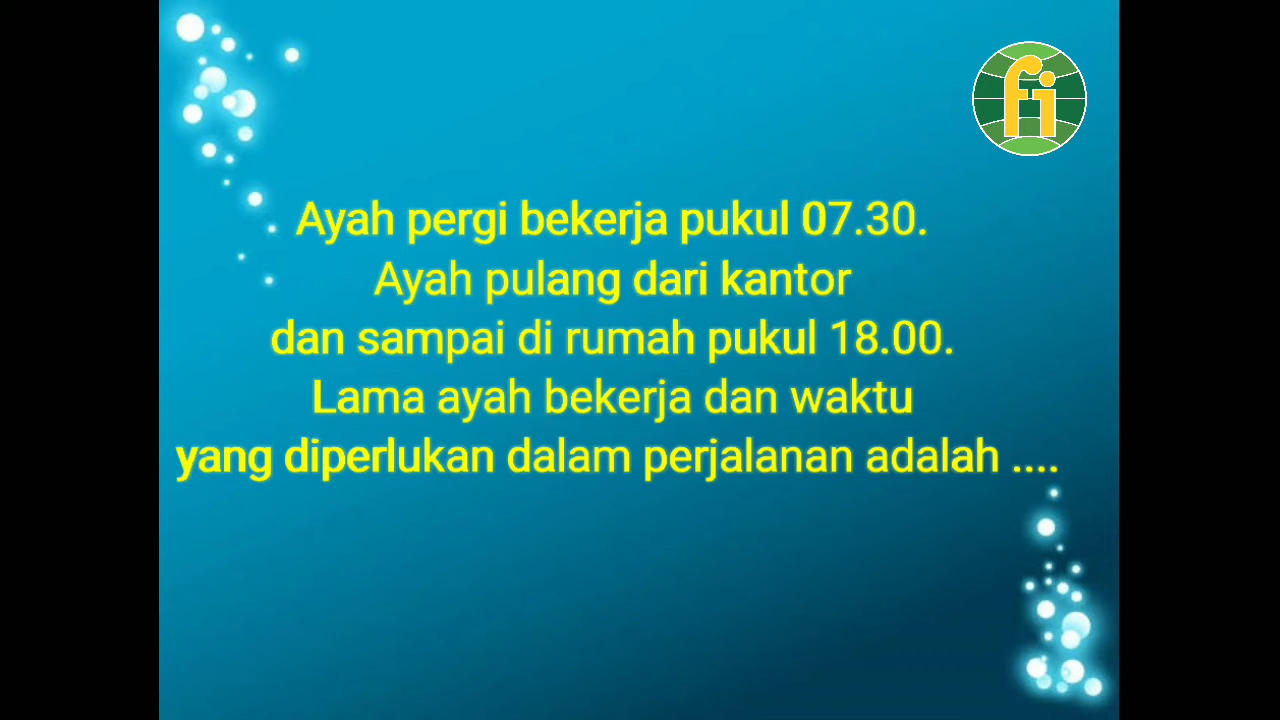 fi
Ayah pergi bekerja pukul 07.30.
Ayah pulang dari kantor
dan sampai di rumah pukul 18.00.
Lama ayah bekerja dan waktu
yang diperlukan dalam perjalanan adalah ....